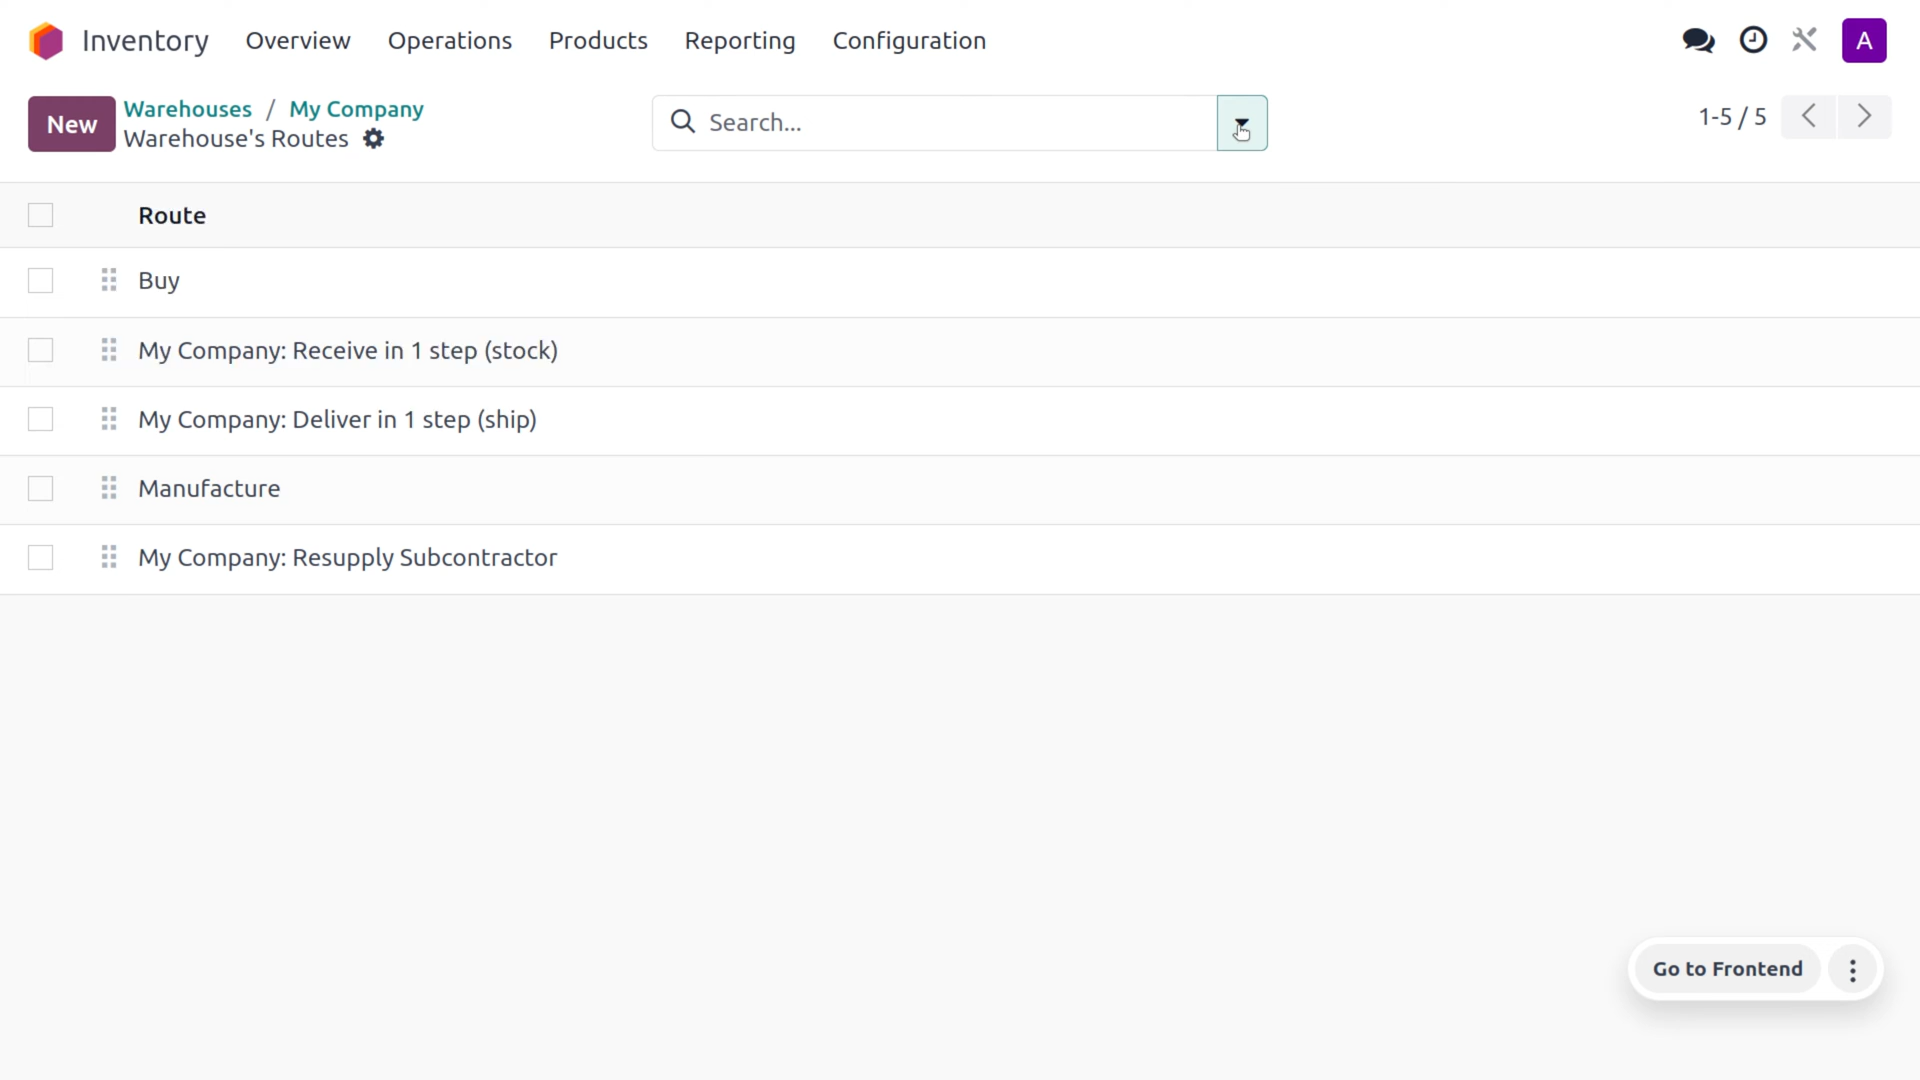 Inventory Overview Operations Products Reporting Configuration A
New Warehouses / My Company
Warehouse's Routes
Search...
1-5 / 5
Route
Buy
My Company: Receive in 1 step (stock)
My Company: Deliver in 1 step (ship)
Manufacture
My Company: Resupply Subcontractor
Go to Frontend